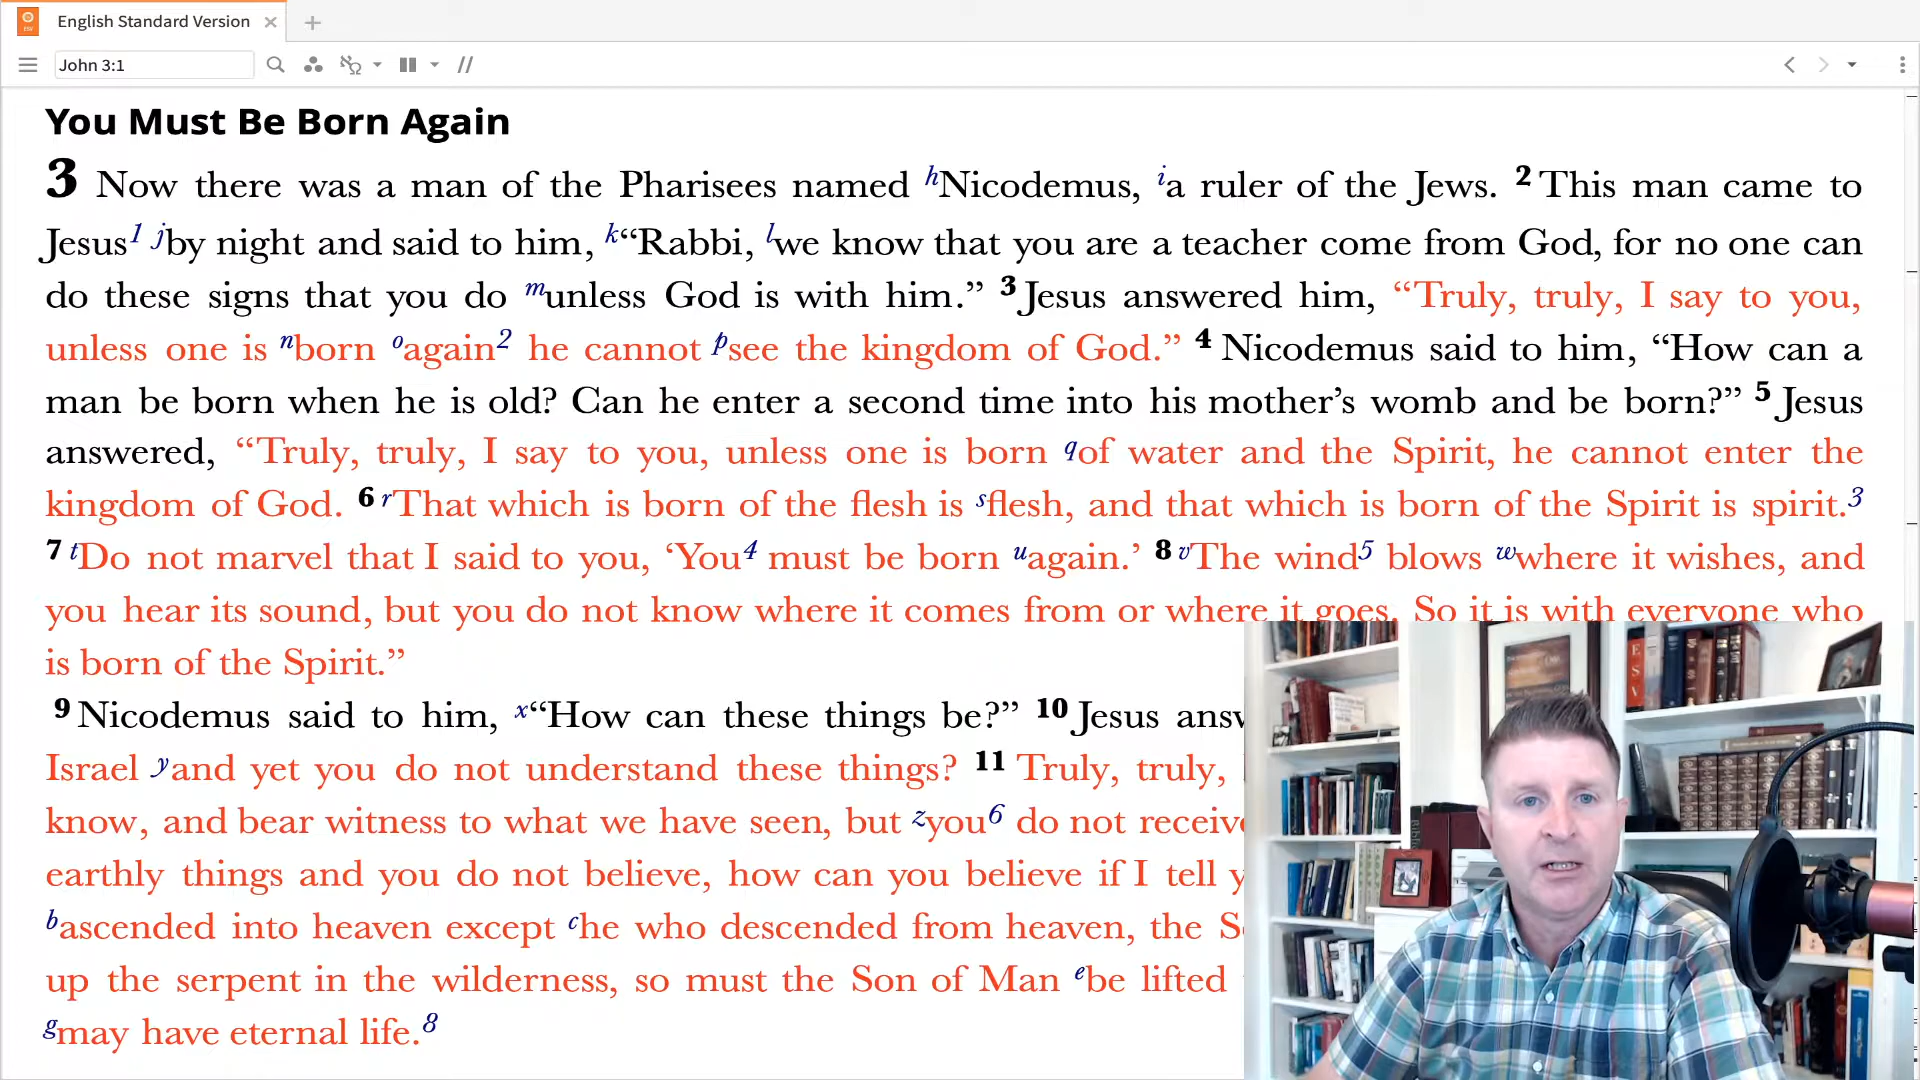 English Standard Version
John 3:1
You Must Be Born Again
3 Now there was a man of the Pharisees named hNicodemus, ia ruler of the Jews. 2 This man came to
Jesus1 jby night and said to him, k“Rabbi, lwe know that you are a teacher come from God, for no one can
do these signs that you do munless God is with him.” 3 Jesus answered him, “Truly, truly, I say to you,
unless one is nborn oagain2 he cannot psee the kingdom of God.” 4 Nicodemus said to him, “How can a
man be born when he is old? Can he enter a second time into his mother’s womb and be born?” 5 Jesus
answered, “Truly, truly, I say to you, unless one is born qof water and the Spirit, he cannot enter the
kingdom of God. 6 rThat which is born of the flesh is sflesh, and that which is born of the Spirit is spirit.3
7 tDo not marvel that I said to you, ‘You4 must be born uagain.’ 8 vThe wind5 blows wwhere it wishes, and
you hear its sound, but you do not know where it comes from or where it goes. So it is with everyone who
is born of the Spirit.”
9 Nicodemus said to him, x“How can these things be?” 10 Jesus answ
Israel yand yet you do not understand these things? 11 Truly, truly,
know, and bear witness to what we have seen, but zyou6 do not receive
earthly things and you do not believe, how can you believe if I tell y
bascended into heaven except che who descended from heaven, the S
up the serpent in the wilderness, so must the Son of Man ebe lifted
gmay have eternal life.8
ESV